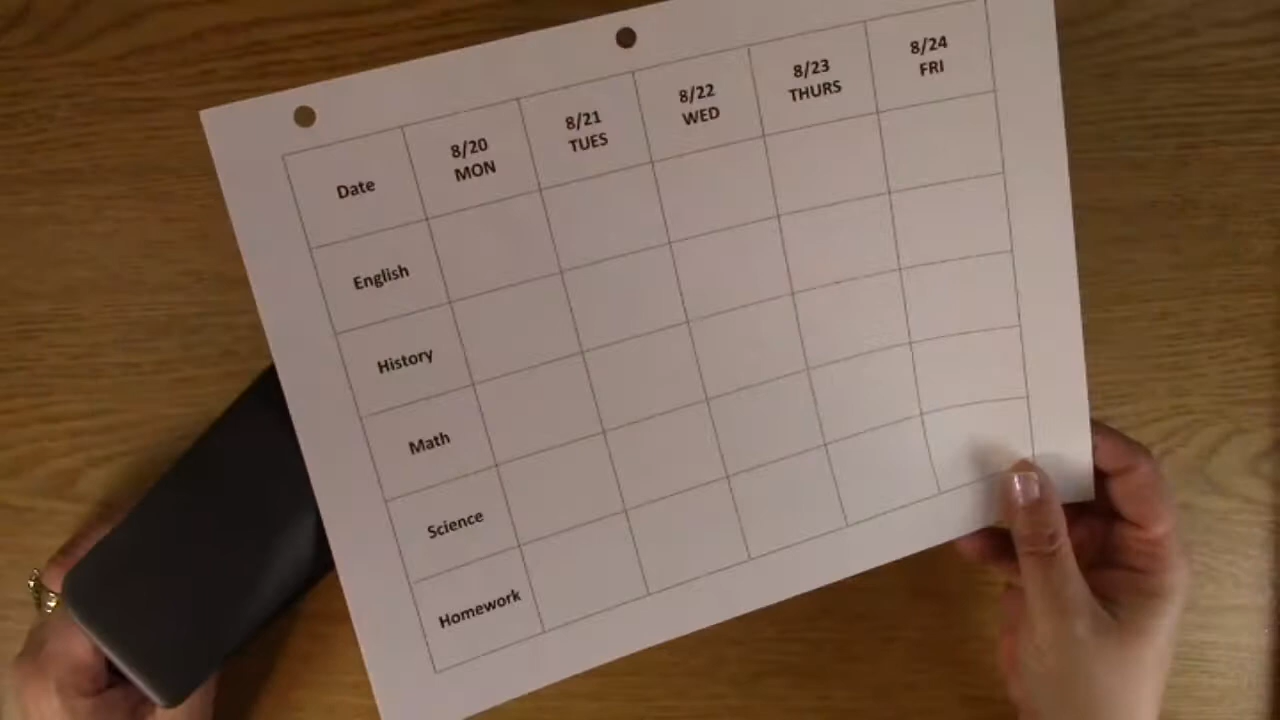 Date
8/20
MON
8/21
TUES
8/22
WED
8/23
THURS
8/24
FRI
English
History
Math
Science
Homework